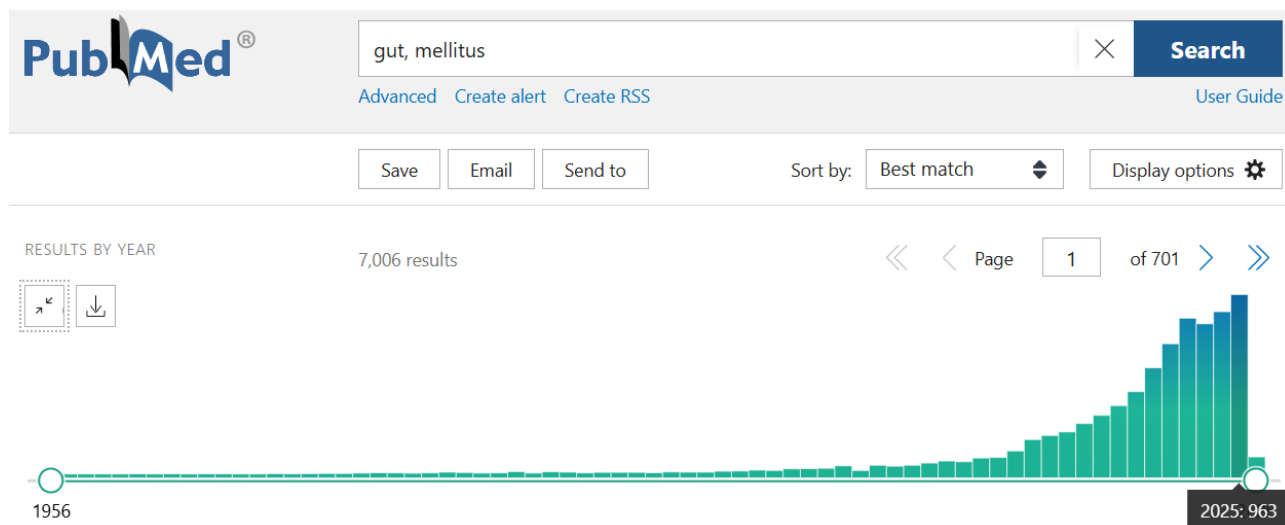 PubMed®
gut, mellitus
Search
Advanced Create alert Create RSS
User Guide
Save Email Send to
Sort by: Best match
Display options
RESULTS BY YEAR
7,006 results
Page 1 of 701
1956
2025: 963